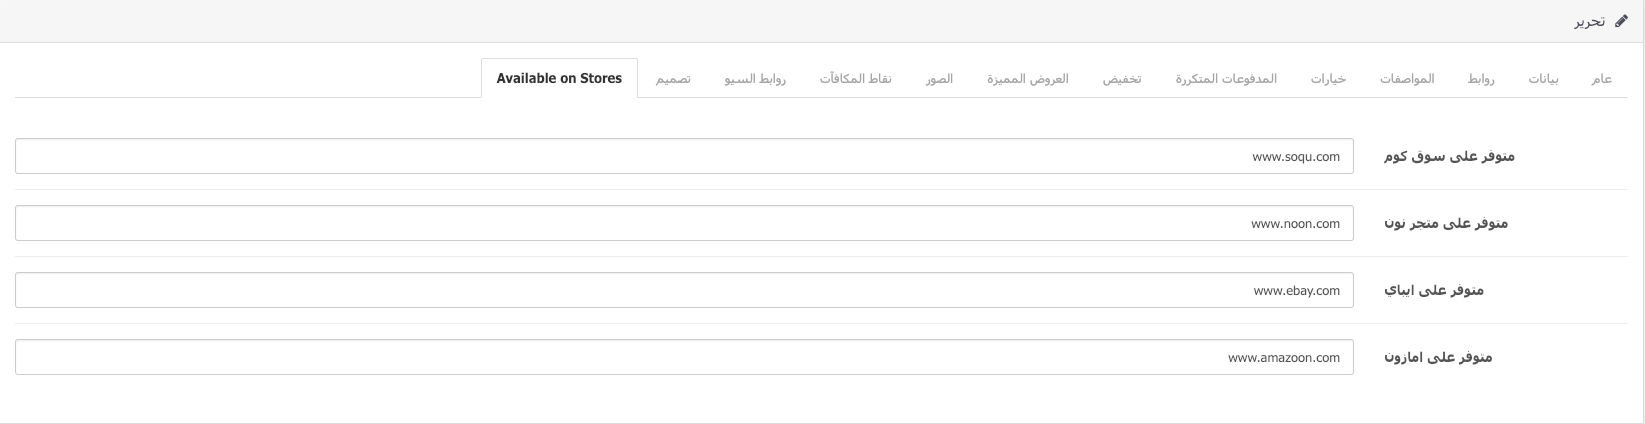 تحرير
عام بيانات روابط المواصفات خيارات المدفوعات المتكررة تخفيض العروض المميزة الصور نقاط المكافآت روابط السيو تصميم Available on Stores
متوفر على سوق كوم www.soqu.com
متوفر على متجر نون www.noon.com
متوفر على ايباي www.ebay.com
متوفر على امازون www.amazoon.com